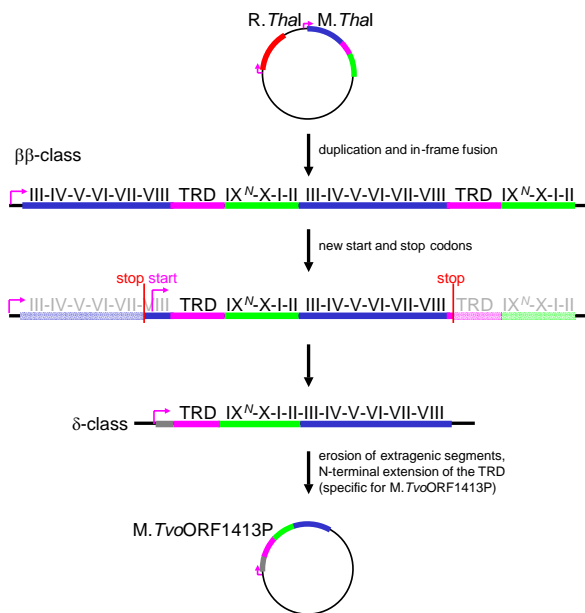 R.ThaI M.ThaI
duplication and in-frame fusion
ββ-class
III-IV-V-VI-VII-VIII TRD IXᴺ-X-I-II III-IV-V-VI-VII-VIII TRD IXᴺ-X-I-II
new start and stop codons
stop start stop
III-IV-V-VI-VII-VIII TRD IXᴺ-X-I-II III-IV-V-VI-VII-VIII TRD IXᴺ-X-I-II
TRD IXᴺ-X-I-II-III-IV-V-VI-VII-VIII
δ-class
erosion of extragenic segments,
N-terminal extension of the TRD
(specific for M.TvoORF1413P)
M.TvoORF1413P